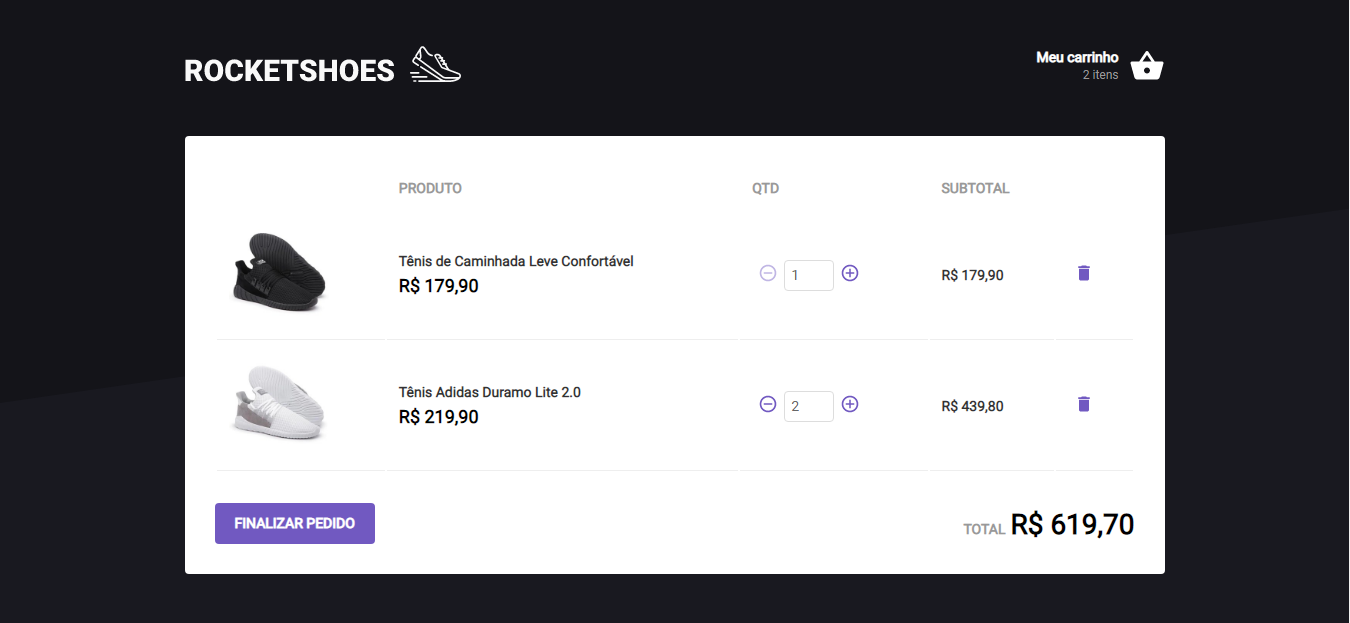 ROCKETSHOES
Meu carrinho
2 itens
PRODUTO QTD SUBTOTAL
Tênis de Caminhada Leve Confortável
R$ 179,90
1
R$ 179,90
Tênis Adidas Duramo Lite 2.0
R$ 219,90
2
R$ 439,80
FINALIZAR PEDIDO
TOTAL R$ 619,70